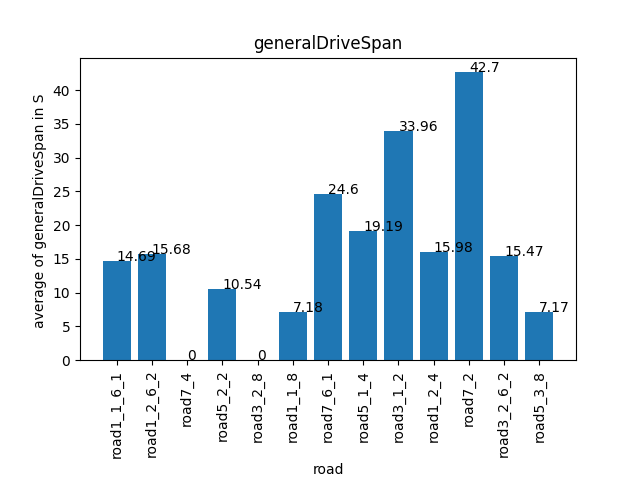 generalDriveSpan
average of generalDriveSpan in S
40
35
30
25
20
15
10
5
0
14.69
15.68
0
10.54
0
7.18
24.6
19.19
33.96
15.98
42.7
15.47
7.17
road1_1_6_1
road1_2_6_2
road7_4
road5_2_2
road3_2_8
road1_1_8
road7_6_1
road5_1_4
road3_1_2
road1_2_4
road7_2
road3_2_6_2
road5_3_8
road